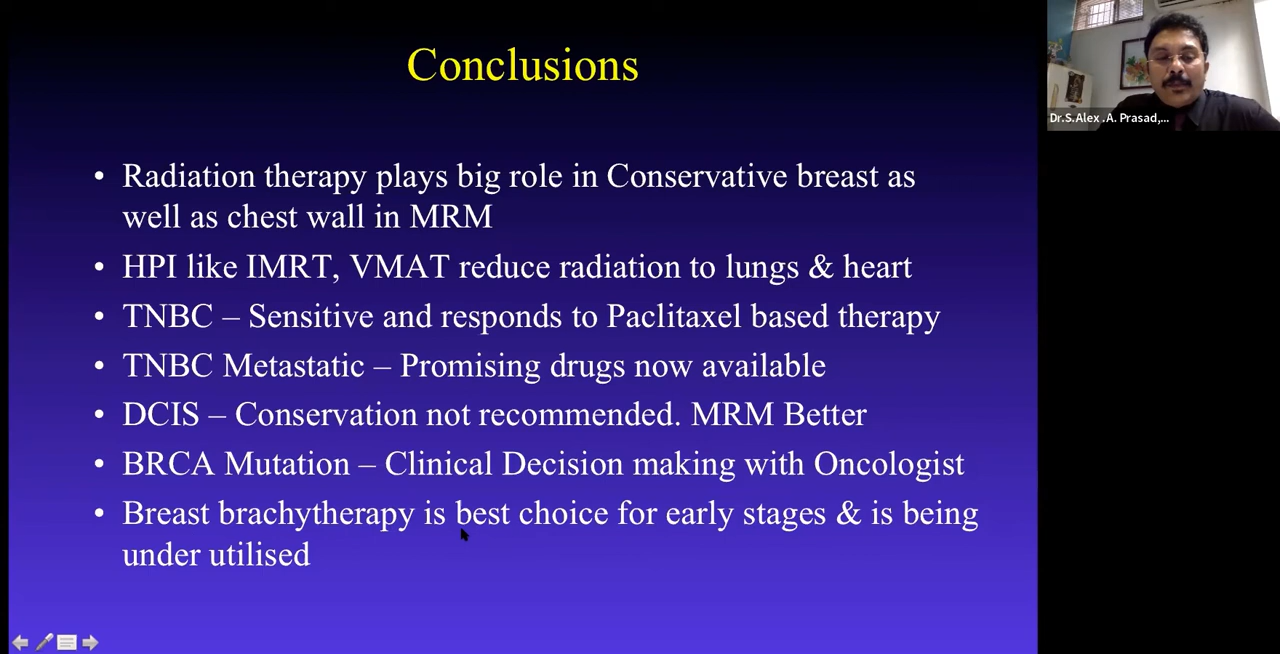 Conclusions
Dr.S.Alex .A. Prasad,...
• Radiation therapy plays big role in Conservative breast as
well as chest wall in MRM
• HPI like IMRT, VMAT reduce radiation to lungs & heart
• TNBC – Sensitive and responds to Paclitaxel based therapy
• TNBC Metastatic – Promising drugs now available
• DCIS – Conservation not recommended. MRM Better
• BRCA Mutation – Clinical Decision making with Oncologist
• Breast brachytherapy is best choice for early stages & is being
under utilised